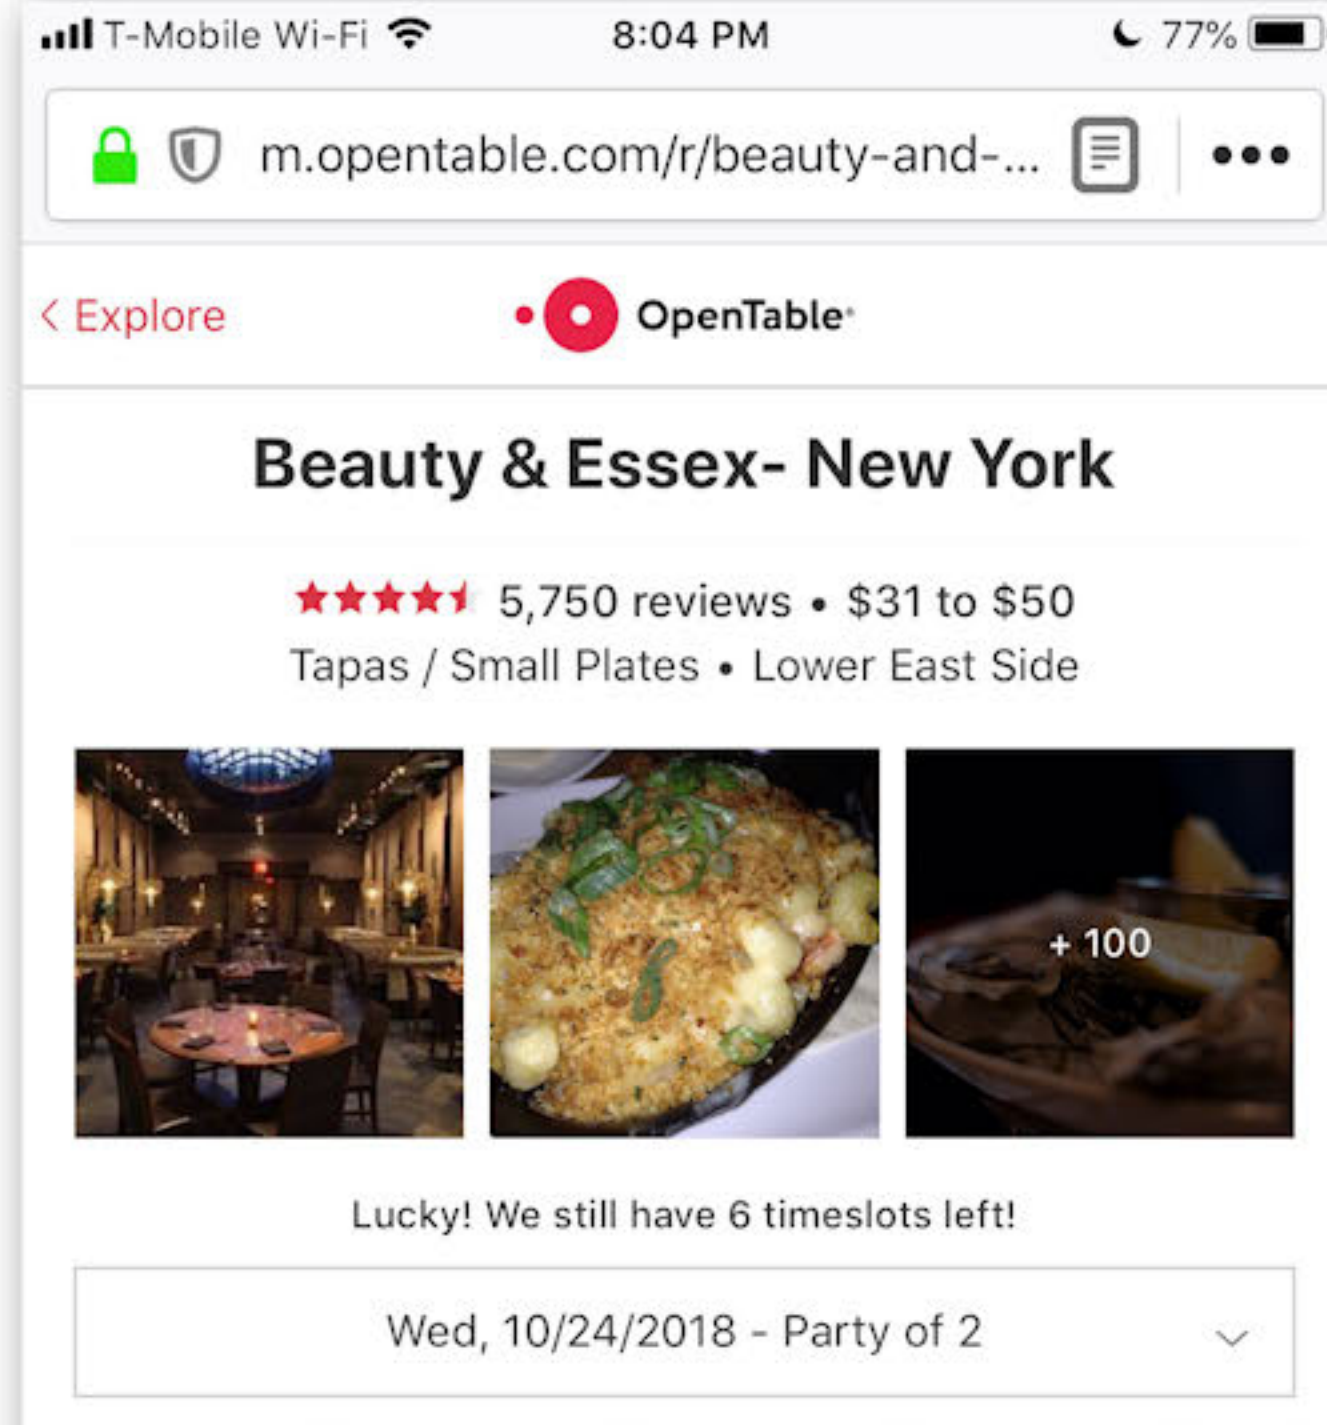 T-Mobile Wi-Fi 8:04 PM 77%
m.opentable.com/r/beauty-and-...
< Explore OpenTable
Beauty & Essex- New York
5,750 reviews • $31 to $50
Tapas / Small Plates • Lower East Side
+ 100
Lucky! We still have 6 timeslots left!
Wed, 10/24/2018 - Party of 2